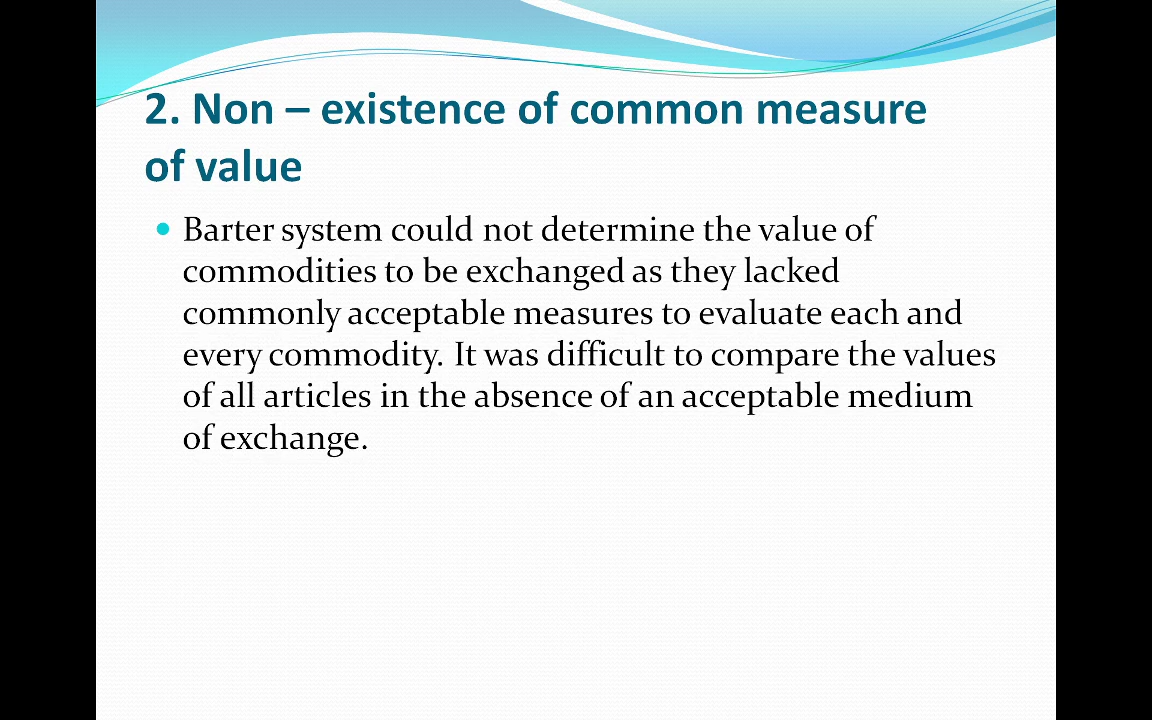 2. Non – existence of common measure
of value
• Barter system could not determine the value of
commodities to be exchanged as they lacked
commonly acceptable measures to evaluate each and
every commodity. It was difficult to compare the values
of all articles in the absence of an acceptable medium
of exchange.